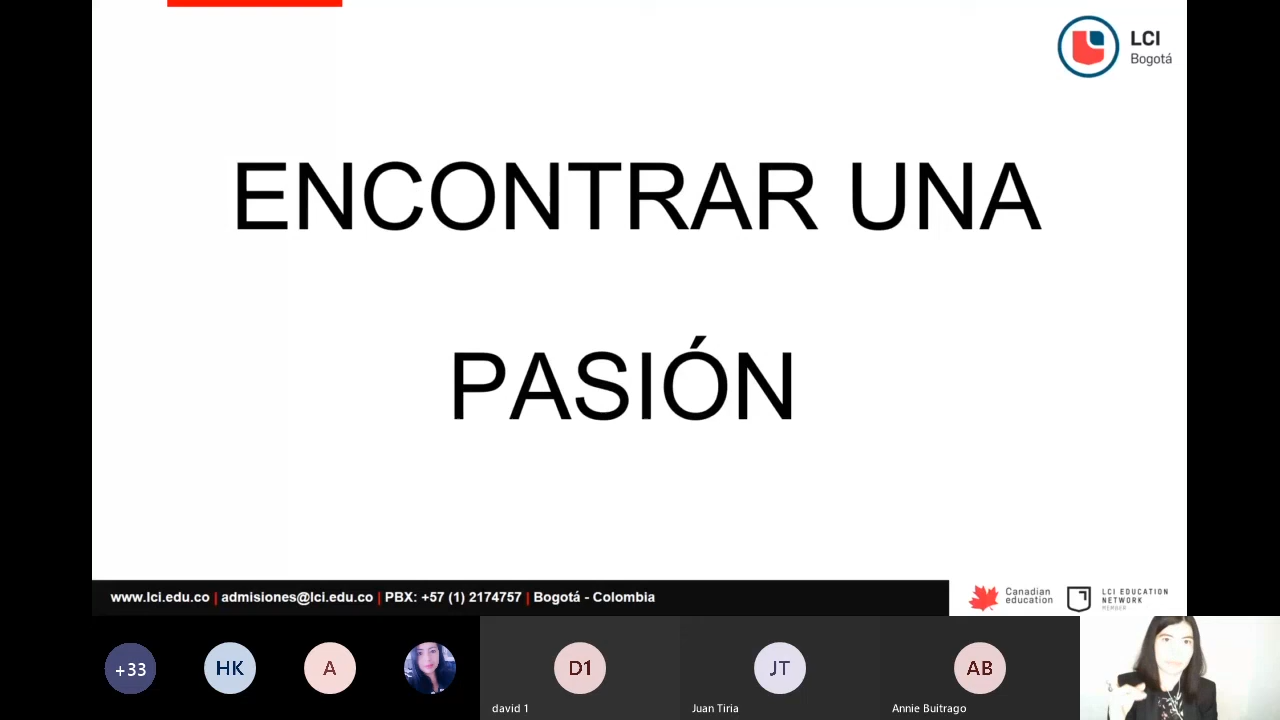 LCI
Bogotá
ENCONTRAR UNA
PASIÓN
www.lci.edu.co | admisiones@lci.edu.co | PBX: +57 (1) 2174757 | Bogotá - Colombia
Canadian
education
LCI EDUCATION
NETWORK
MEMBER
+33
HK
A
D1
JT
AB
david 1
Juan Tiria
Annie Buitrago